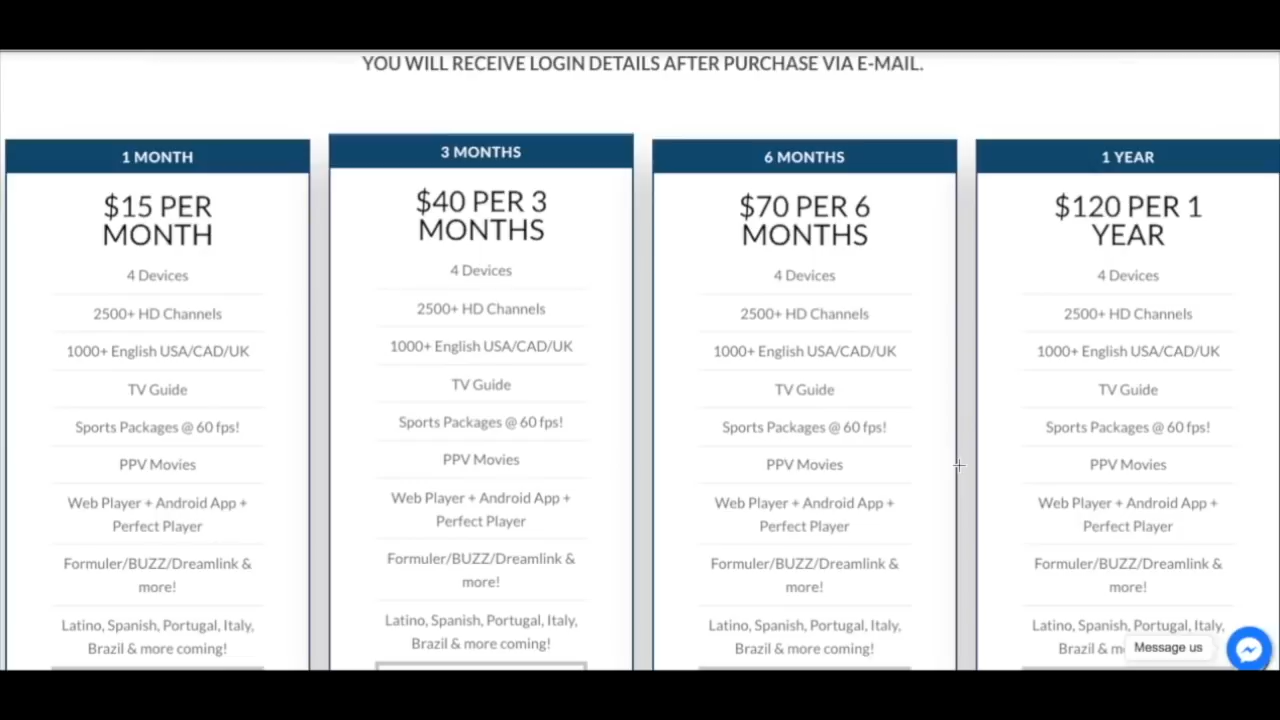 YOU WILL RECEIVE LOGIN DETAILS AFTER PURCHASE VIA E-MAIL.
1 MONTH
$15 PER
MONTH
4 Devices
2500+ HD Channels
1000+ English USA/CAD/UK
TV Guide
Sports Packages @ 60 fps!
PPV Movies
Web Player + Android App +
Perfect Player
Formuler/BUZZ/Dreamlink &
more!
Latino, Spanish, Portugal, Italy,
Brazil & more coming!
3 MONTHS
$40 PER 3
MONTHS
4 Devices
2500+ HD Channels
1000+ English USA/CAD/UK
TV Guide
Sports Packages @ 60 fps!
PPV Movies
Web Player + Android App +
Perfect Player
Formuler/BUZZ/Dreamlink &
more!
Latino, Spanish, Portugal, Italy,
Brazil & more coming!
6 MONTHS
$70 PER 6
MONTHS
4 Devices
2500+ HD Channels
1000+ English USA/CAD/UK
TV Guide
Sports Packages @ 60 fps!
PPV Movies
Web Player + Android App +
Perfect Player
Formuler/BUZZ/Dreamlink &
more!
Latino, Spanish, Portugal, Italy,
Brazil & more coming!
1 YEAR
$120 PER 1
YEAR
4 Devices
2500+ HD Channels
1000+ English USA/CAD/UK
TV Guide
Sports Packages @ 60 fps!
PPV Movies
Web Player + Android App +
Perfect Player
Formuler/BUZZ/Dreamlink &
more!
Latino, Spanish, Portugal, Italy,
Brazil &
Message us